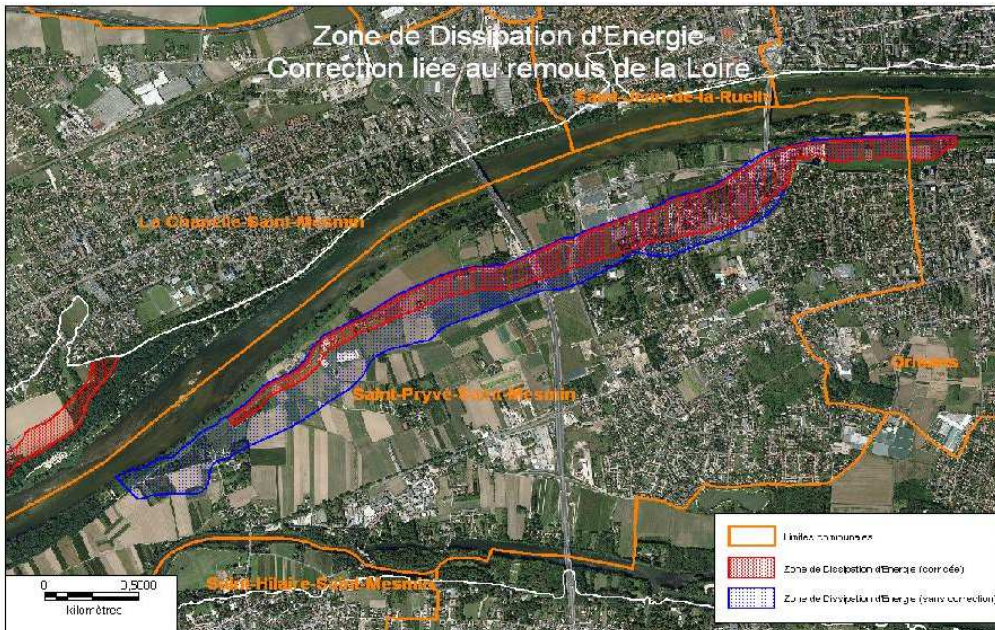 Zone de Dissipation d'Energie
Correction liée au remous de la Loire
Saint-Jean-de-la-Ruelle
La Chapelle-Saint-Mesmin
Orléans
Saint-Pryvé-Saint-Mesmin
Saint-Hilaire-Saint-Mesmin
0 0,5000
kilomètres
Limites communales
Zone de Dissipation d'Energie (corrigée)
Zone de Dissipation d'Energie (sans correction)